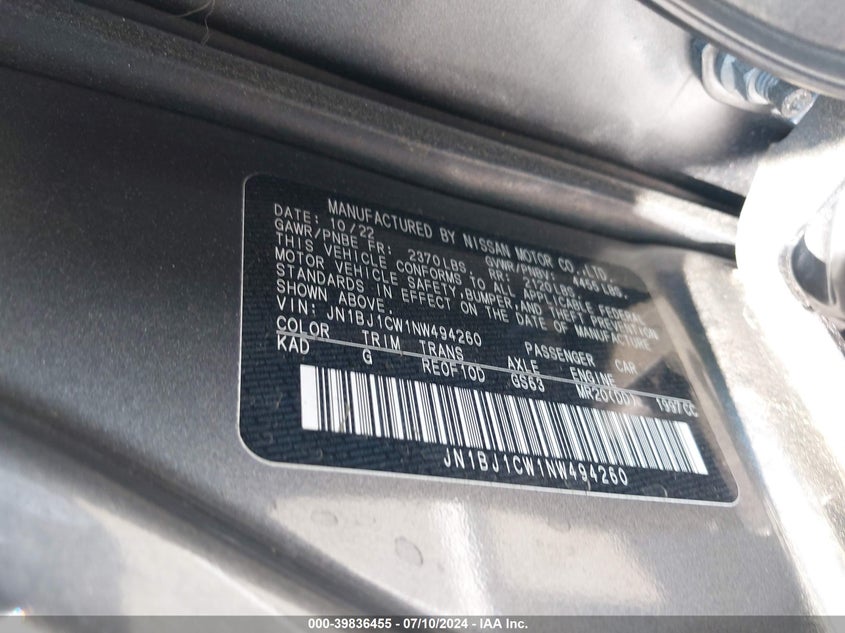 MANUFACTURED BY NISSAN MOTOR CO.,LTD.
DATE: 10/22 GVWR/PNBV: 4455LBS.
GAWR/PNBE FR: 2370LBS. RR: 2120LBS.
THIS VEHICLE CONFORMS TO ALL APPLICABLE FEDERAL
MOTOR VEHICLE SAFETY,BUMPER,AND THEFT PREVENTION
STANDARDS IN EFFECT ON THE DATE OF MANUFACTURE
SHOWN ABOVE.
VIN: JN1BJ1CW1NW494260 PASSENGER CAR
COLOR TRIM TRANS AXLE ENGINE
KAD G RE0F10D GS63 MR20(DD) 1997CC
JN1BJ1CW1NW494260
000-39836455 - 07/10/2024 - IAA Inc.